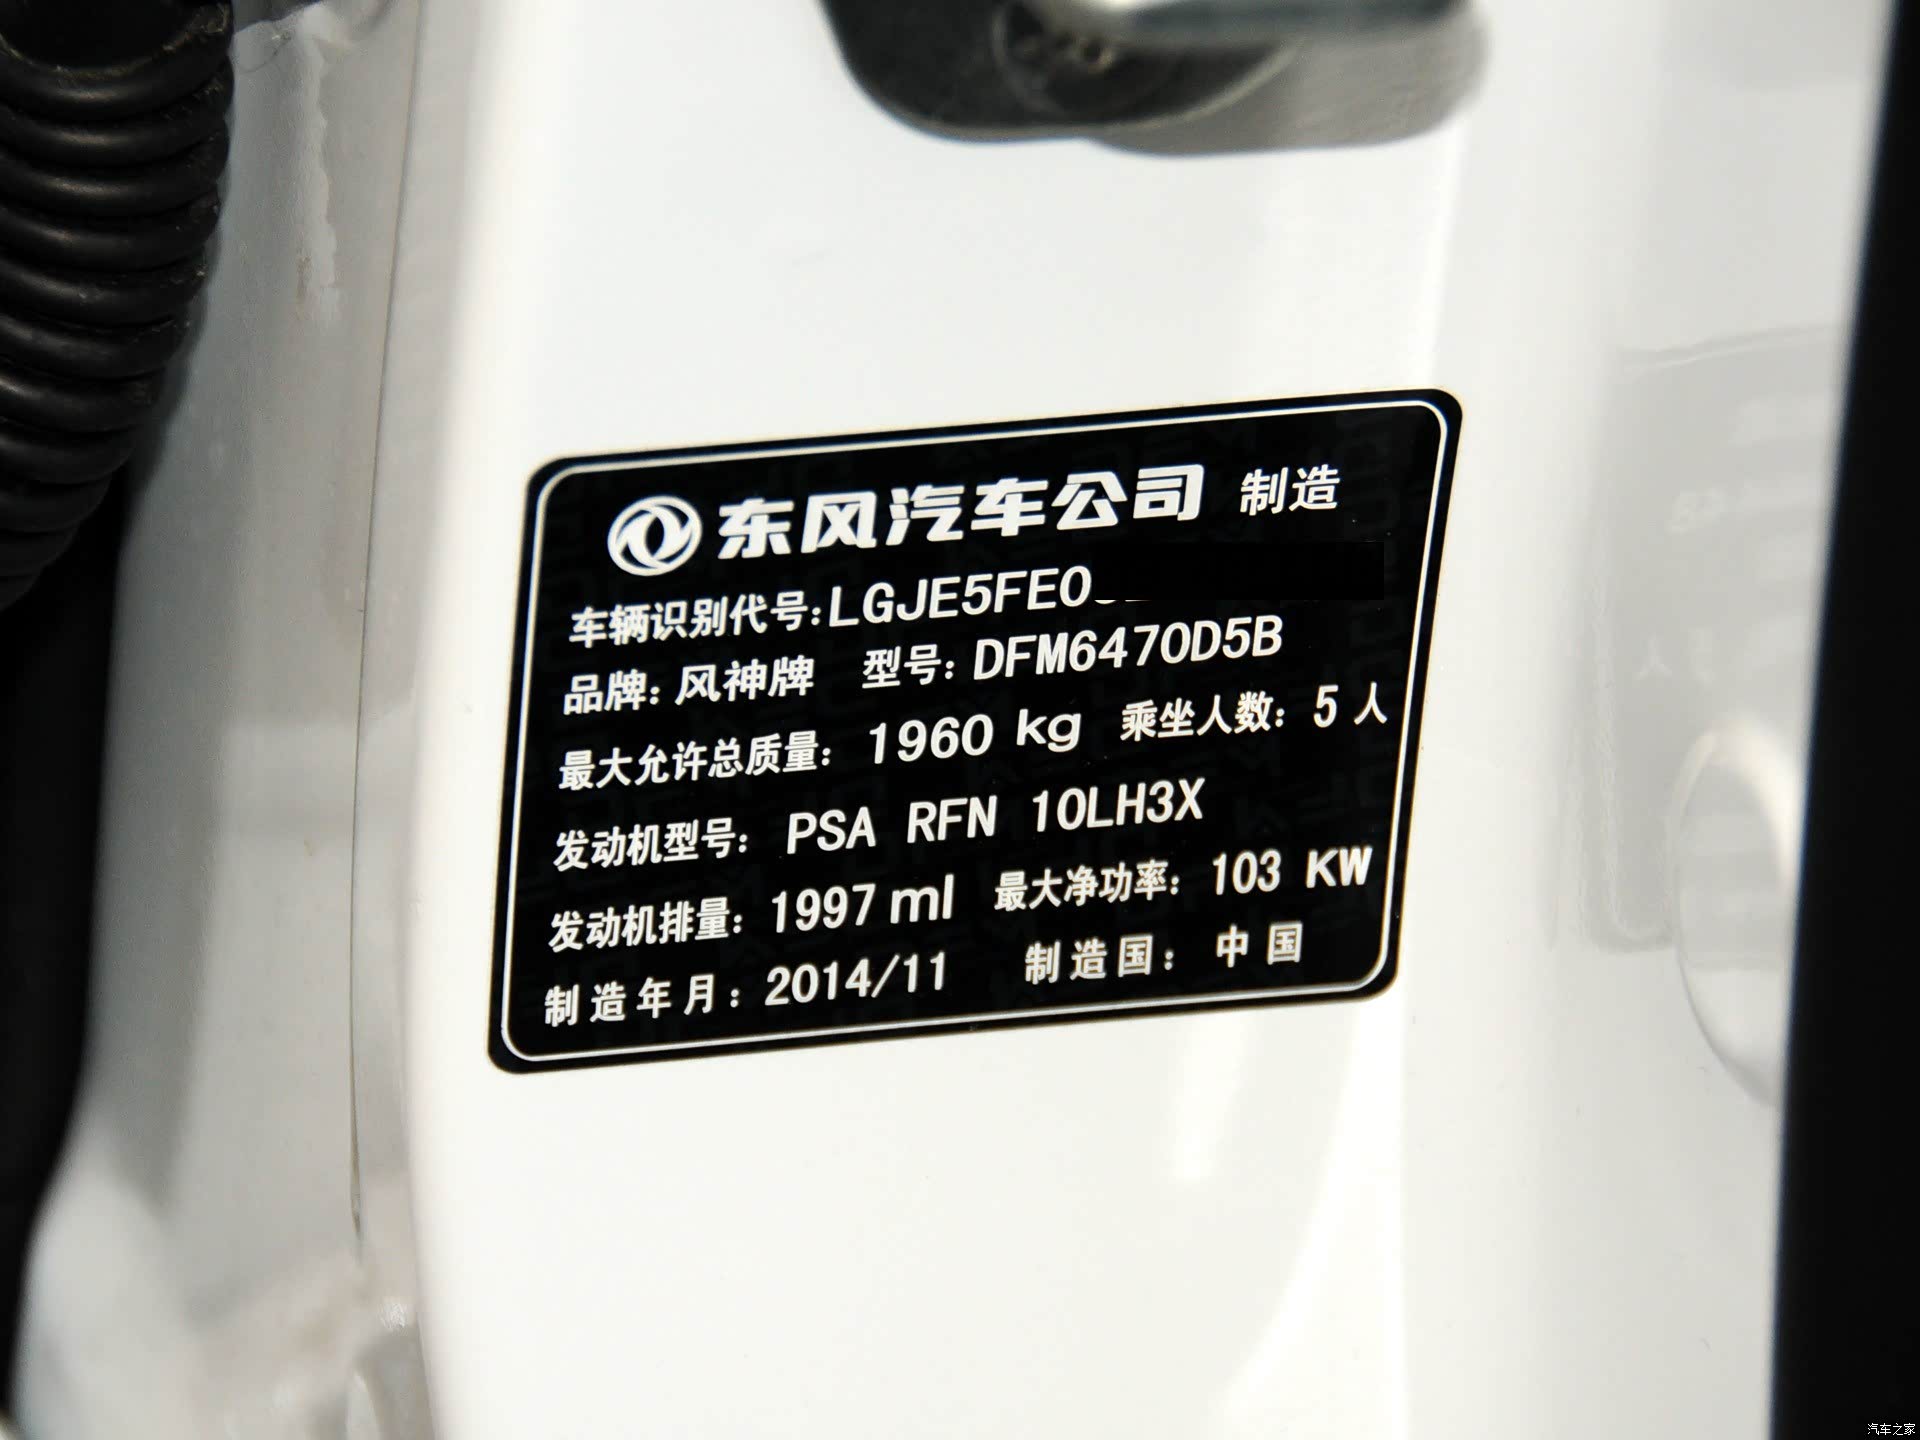 东风汽车公司 制造
车辆识别代号:LGJE5FE0
品牌: 风神牌 型号: DFM6470D5B
最大允许总质量: 1960 kg 乘坐人数: 5 人
发动机型号: PSA RFN 10LH3X
发动机排量: 1997 ml 最大净功率: 103 KW
制造年月: 2014/11 制造国: 中国
汽车之家